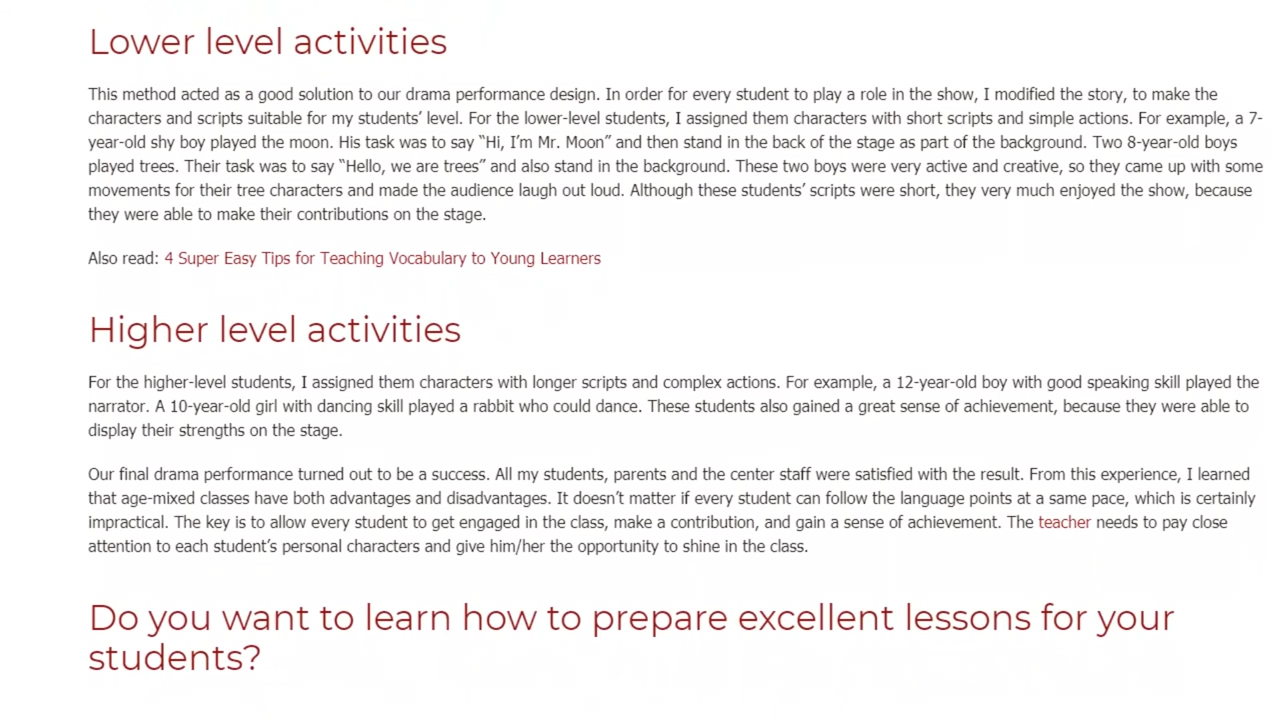 Lower level activities
This method acted as a good solution to our drama performance design. In order for every student to play a role in the show, I modified the story, to make the
characters and scripts suitable for my students’ level. For the lower-level students, I assigned them characters with short scripts and simple actions. For example, a 7-
year-old shy boy played the moon. His task was to say “Hi, I’m Mr. Moon” and then stand in the back of the stage as part of the background. Two 8-year-old boys
played trees. Their task was to say “Hello, we are trees” and also stand in the background. These two boys were very active and creative, so they came up with some
movements for their tree characters and made the audience laugh out loud. Although these students’ scripts were short, they very much enjoyed the show, because
they were able to make their contributions on the stage.
Also read: 4 Super Easy Tips for Teaching Vocabulary to Young Learners
Higher level activities
For the higher-level students, I assigned them characters with longer scripts and complex actions. For example, a 12-year-old boy with good speaking skill played the
narrator. A 10-year-old girl with dancing skill played a rabbit who could dance. These students also gained a great sense of achievement, because they were able to
display their strengths on the stage.
Our final drama performance turned out to be a success. All my students, parents and the center staff were satisfied with the result. From this experience, I learned
that age-mixed classes have both advantages and disadvantages. It doesn’t matter if every student can follow the language points at a same pace, which is certainly
impractical. The key is to allow every student to get engaged in the class, make a contribution, and gain a sense of achievement. The teacher needs to pay close
attention to each student’s personal characters and give him/her the opportunity to shine in the class.
Do you want to learn how to prepare excellent lessons for your
students?